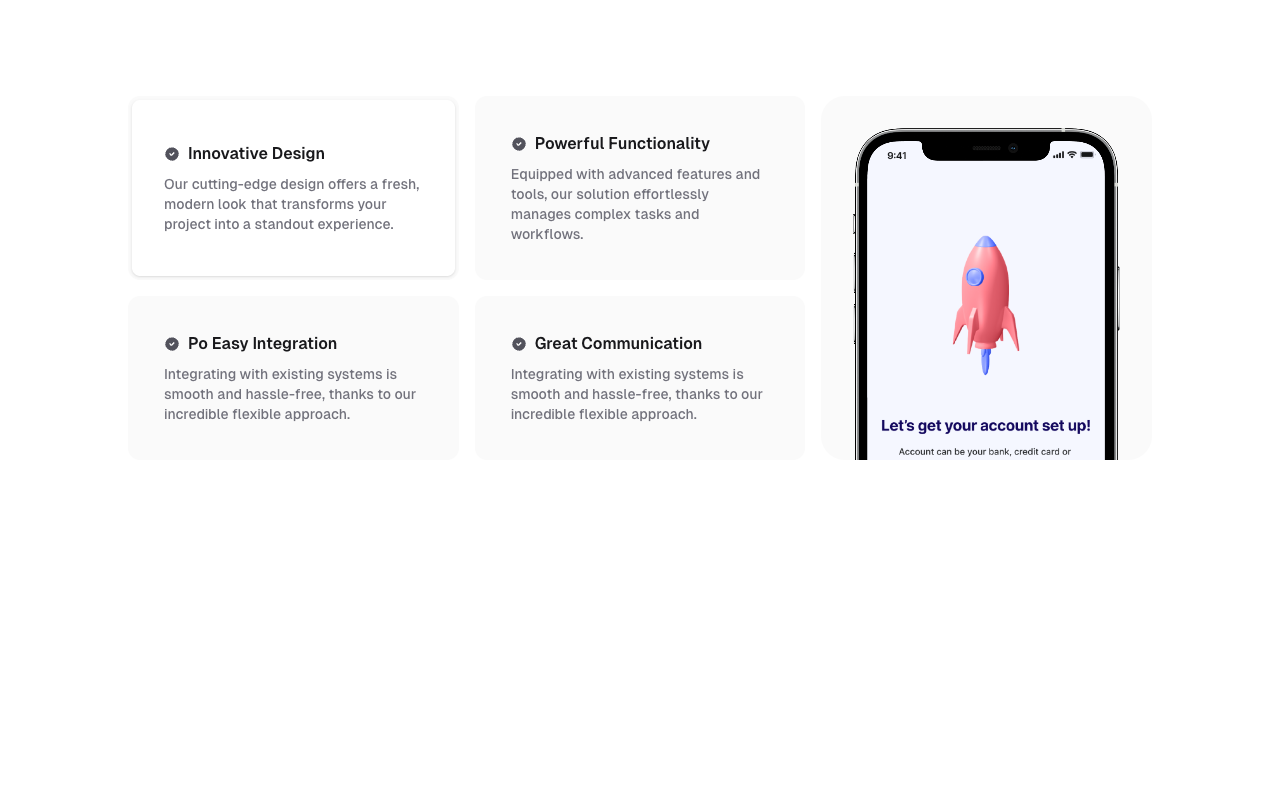 Innovative Design
Our cutting-edge design offers a fresh,
modern look that transforms your
project into a standout experience.
Powerful Functionality
Equipped with advanced features and
tools, our solution effortlessly
manages complex tasks and
workflows.
Po Easy Integration
Integrating with existing systems is
smooth and hassle-free, thanks to our
incredible flexible approach.
Great Communication
Integrating with existing systems is
smooth and hassle-free, thanks to our
incredible flexible approach.
9:41
Let's get your account set up!
Account can be your bank, credit card or